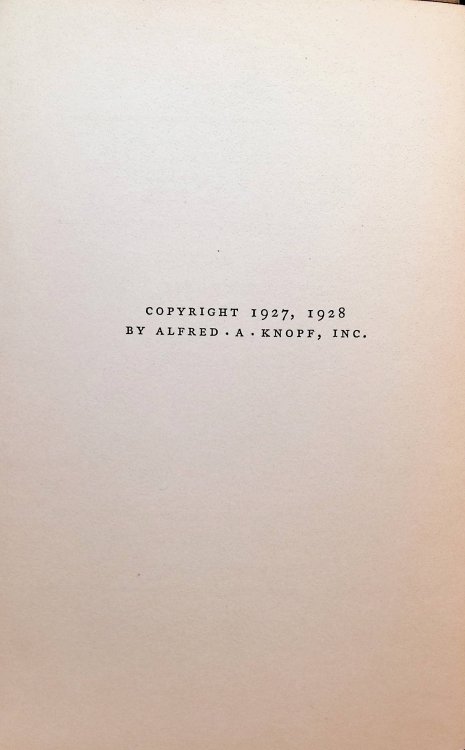 COPYRIGHT 1927, 1928
BY ALFRED · A · KNOPF, INC.